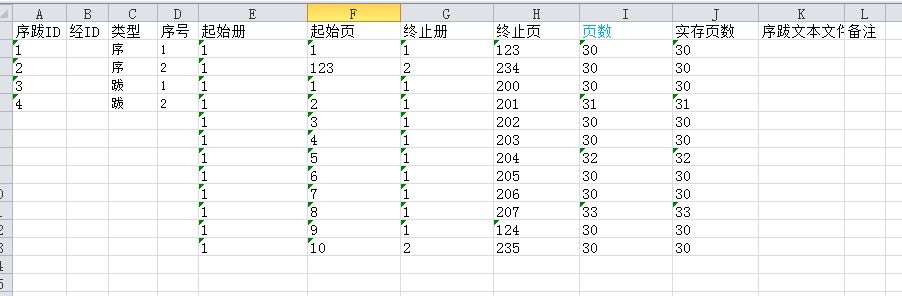 A B C D E F G H I J K L
序跋ID 经ID 类型 序号 起始册 起始页 终止册 终止页 页数 实存页数 序跋文本文件 备注
1 序 1 1 1 1 123 30 30
2 序 2 1 123 2 234 30 30
3 跋 1 1 1 1 200 30 30
4 跋 2 1 2 1 201 31 31
1 3 1 202 30 30
1 4 1 203 30 30
1 5 1 204 32 32
1 6 1 205 30 30
1 7 1 206 30 30
1 8 1 207 33 33
1 9 1 124 30 30
1 10 2 235 30 30